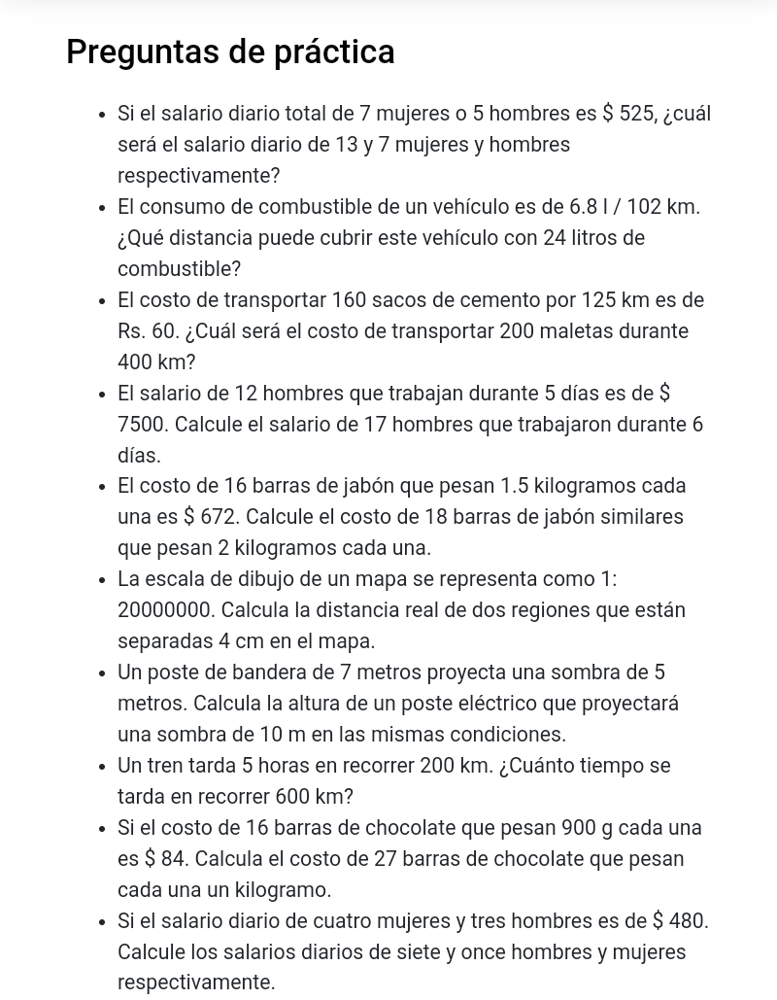 Preguntas de práctica
• Si el salario diario total de 7 mujeres o 5 hombres es $ 525, ¿cuál
será el salario diario de 13 y 7 mujeres y hombres
respectivamente?
• El consumo de combustible de un vehículo es de 6.8 l / 102 km.
¿Qué distancia puede cubrir este vehículo con 24 litros de
combustible?
• El costo de transportar 160 sacos de cemento por 125 km es de
Rs. 60. ¿Cuál será el costo de transportar 200 maletas durante
400 km?
• El salario de 12 hombres que trabajan durante 5 días es de $
7500. Calcule el salario de 17 hombres que trabajaron durante 6
días.
• El costo de 16 barras de jabón que pesan 1.5 kilogramos cada
una es $ 672. Calcule el costo de 18 barras de jabón similares
que pesan 2 kilogramos cada una.
• La escala de dibujo de un mapa se representa como 1:
20000000. Calcula la distancia real de dos regiones que están
separadas 4 cm en el mapa.
• Un poste de bandera de 7 metros proyecta una sombra de 5
metros. Calcula la altura de un poste eléctrico que proyectará
una sombra de 10 m en las mismas condiciones.
• Un tren tarda 5 horas en recorrer 200 km. ¿Cuánto tiempo se
tarda en recorrer 600 km?
• Si el costo de 16 barras de chocolate que pesan 900 g cada una
es $ 84. Calcula el costo de 27 barras de chocolate que pesan
cada una un kilogramo.
• Si el salario diario de cuatro mujeres y tres hombres es de $ 480.
Calcule los salarios diarios de siete y once hombres y mujeres
respectivamente.